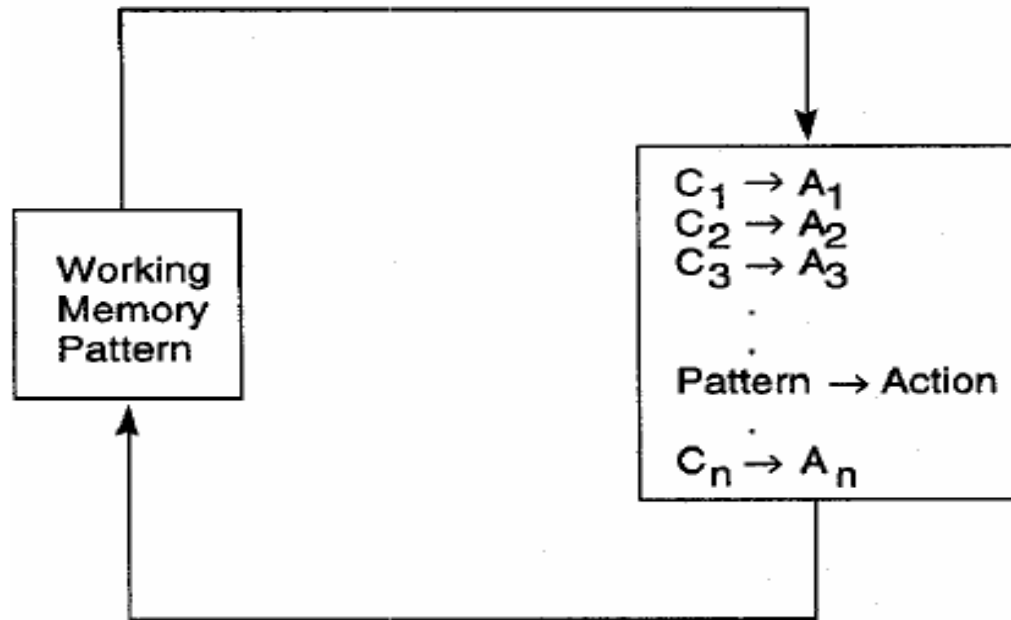 Working
Memory
Pattern
C₁ → A₁
C₂ → A₂
C₃ → A₃
.
.
Pattern → Action
.
Cₙ → Aₙ